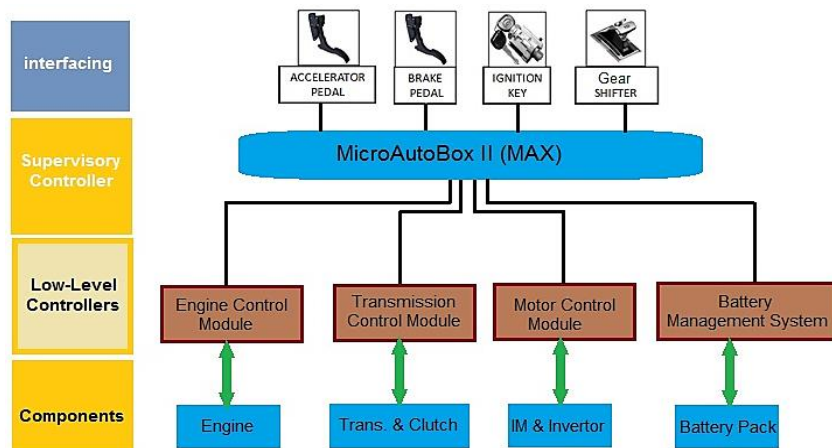 interfacing
ACCELERATOR
PEDAL
BRAKE
PEDAL
IGNITION
KEY
Gear
SHIFTER
Supervisory
Controller
MicroAutoBox II (MAX)
Low-Level
Controllers
Engine Control
Module
Transmission
Control Module
Motor Control
Module
Battery
Management System
Components
Engine
Trans. & Clutch
IM & Invertor
Battery Pack